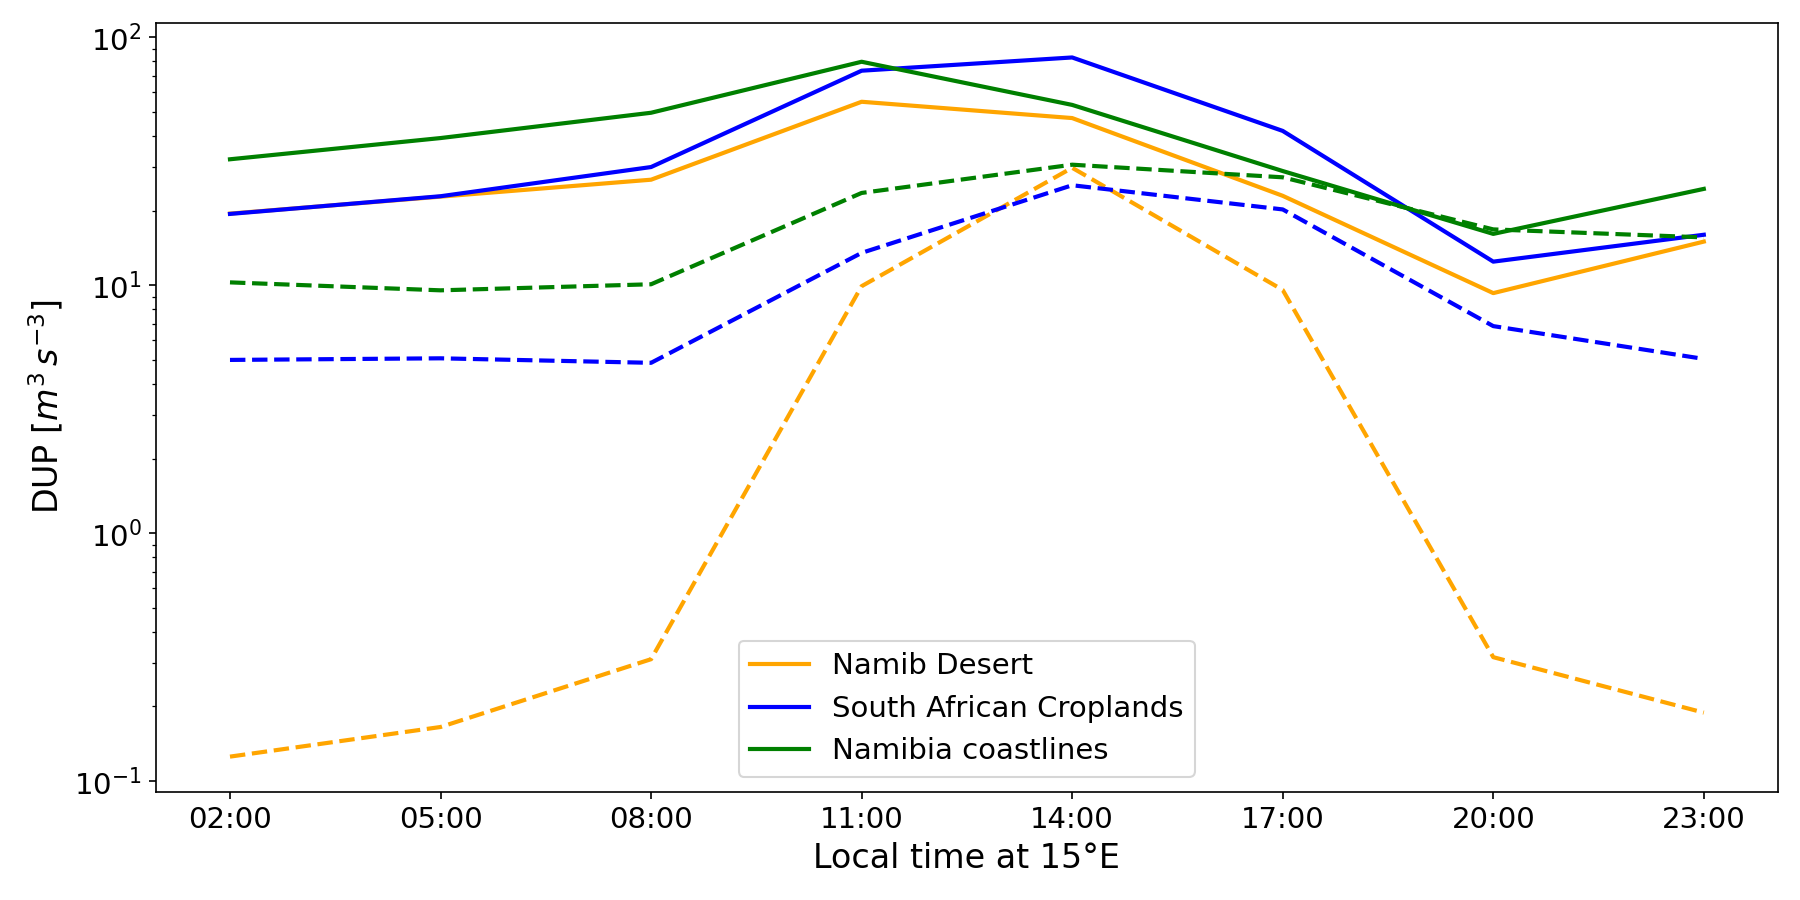 10²
10¹
10⁰
10⁻¹
DUP [m³ s⁻³]
Namib Desert
South African Croplands
Namibia coastlines
02:00 05:00 08:00 11:00 14:00 17:00 20:00 23:00
Local time at 15°E